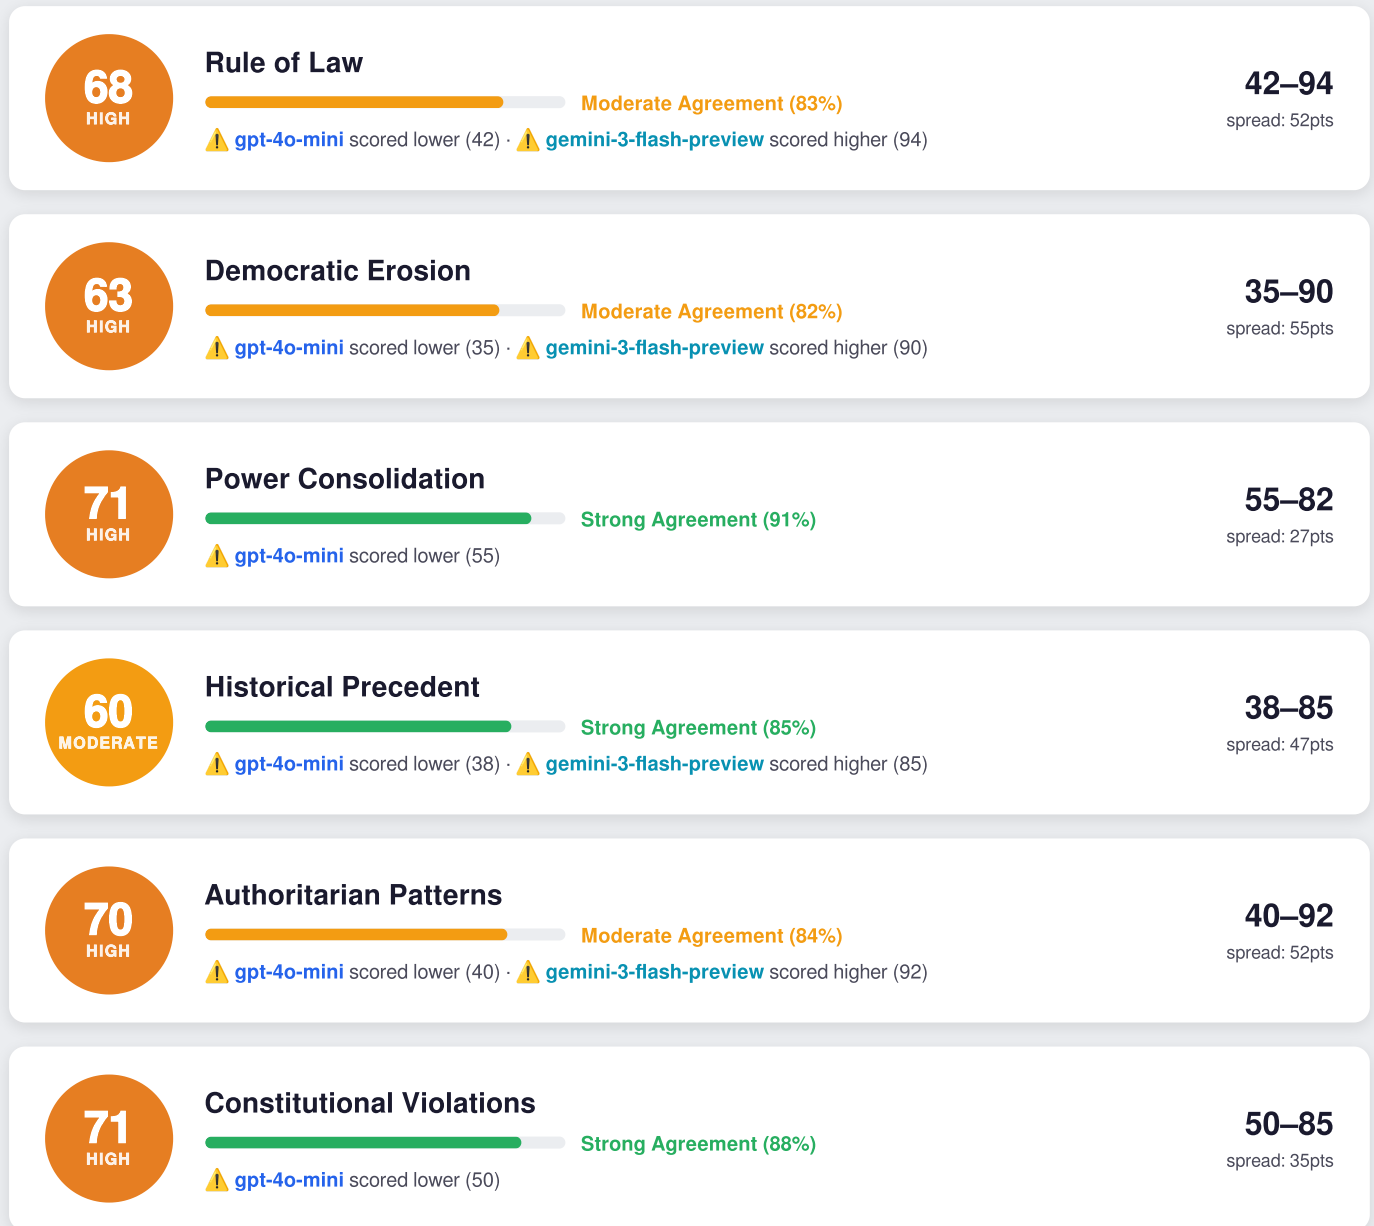 68
HIGH
Rule of Law
Moderate Agreement (83%)
⚠️ gpt-4o-mini scored lower (42) · ⚠️ gemini-3-flash-preview scored higher (94)
42–94
spread: 52pts
63
HIGH
Democratic Erosion
Moderate Agreement (82%)
⚠️ gpt-4o-mini scored lower (35) · ⚠️ gemini-3-flash-preview scored higher (90)
35–90
spread: 55pts
71
HIGH
Power Consolidation
Strong Agreement (91%)
⚠️ gpt-4o-mini scored lower (55)
55–82
spread: 27pts
60
MODERATE
Historical Precedent
Strong Agreement (85%)
⚠️ gpt-4o-mini scored lower (38) · ⚠️ gemini-3-flash-preview scored higher (85)
38–85
spread: 47pts
70
HIGH
Authoritarian Patterns
Moderate Agreement (84%)
⚠️ gpt-4o-mini scored lower (40) · ⚠️ gemini-3-flash-preview scored higher (92)
40–92
spread: 52pts
71
HIGH
Constitutional Violations
Strong Agreement (88%)
⚠️ gpt-4o-mini scored lower (50)
50–85
spread: 35pts